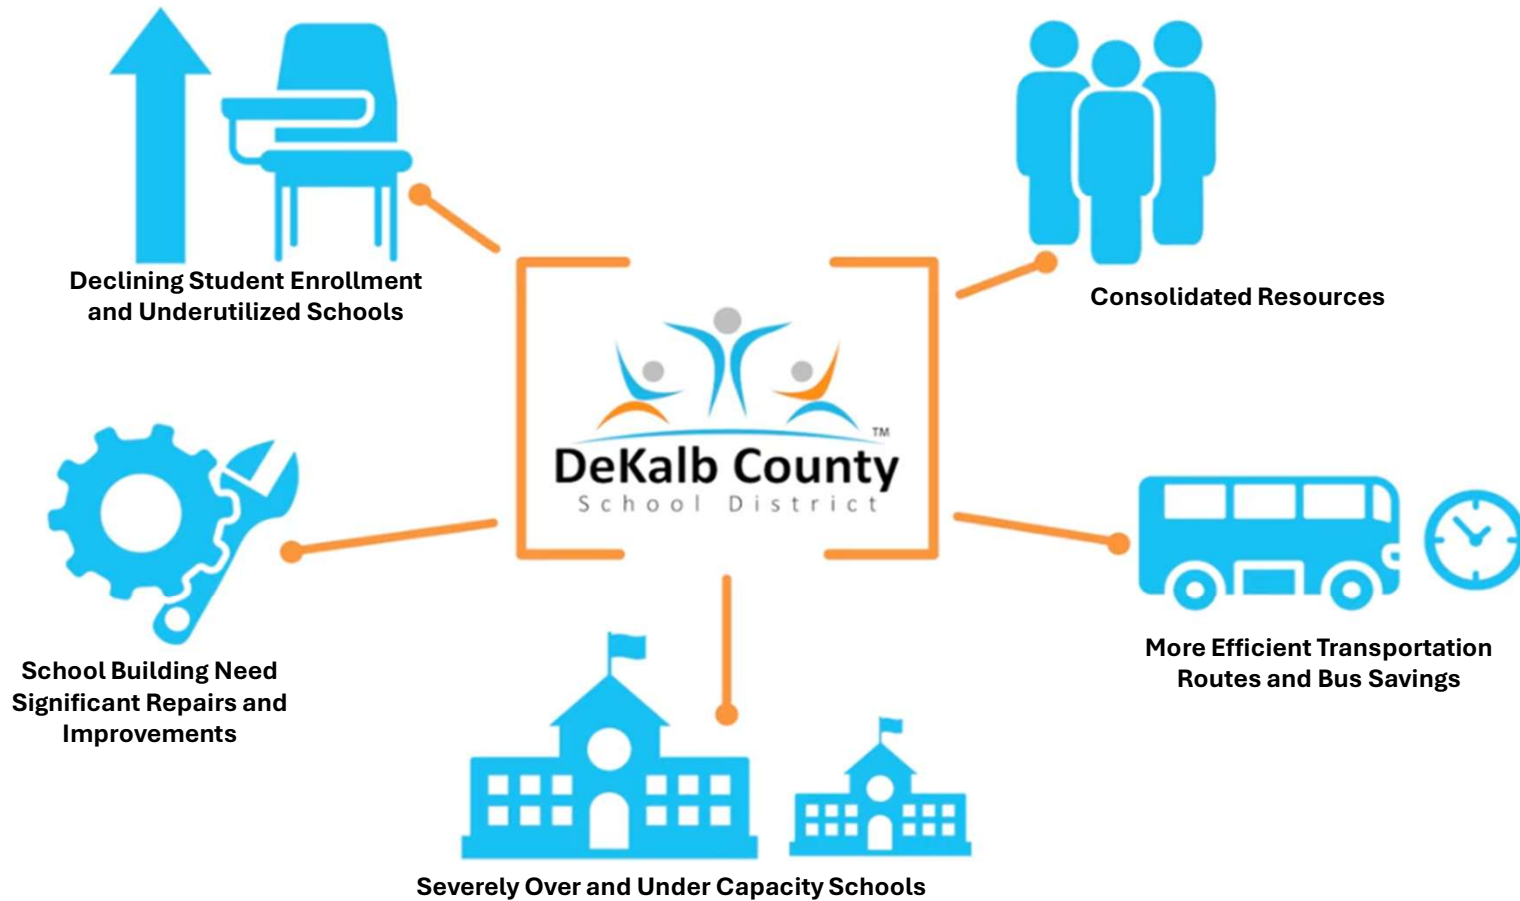 Declining Student Enrollment
and Underutilized Schools
Consolidated Resources
TM
DeKalb County
School District
School Building Need
Significant Repairs and
Improvements
More Efficient Transportation
Routes and Bus Savings
Severely Over and Under Capacity Schools